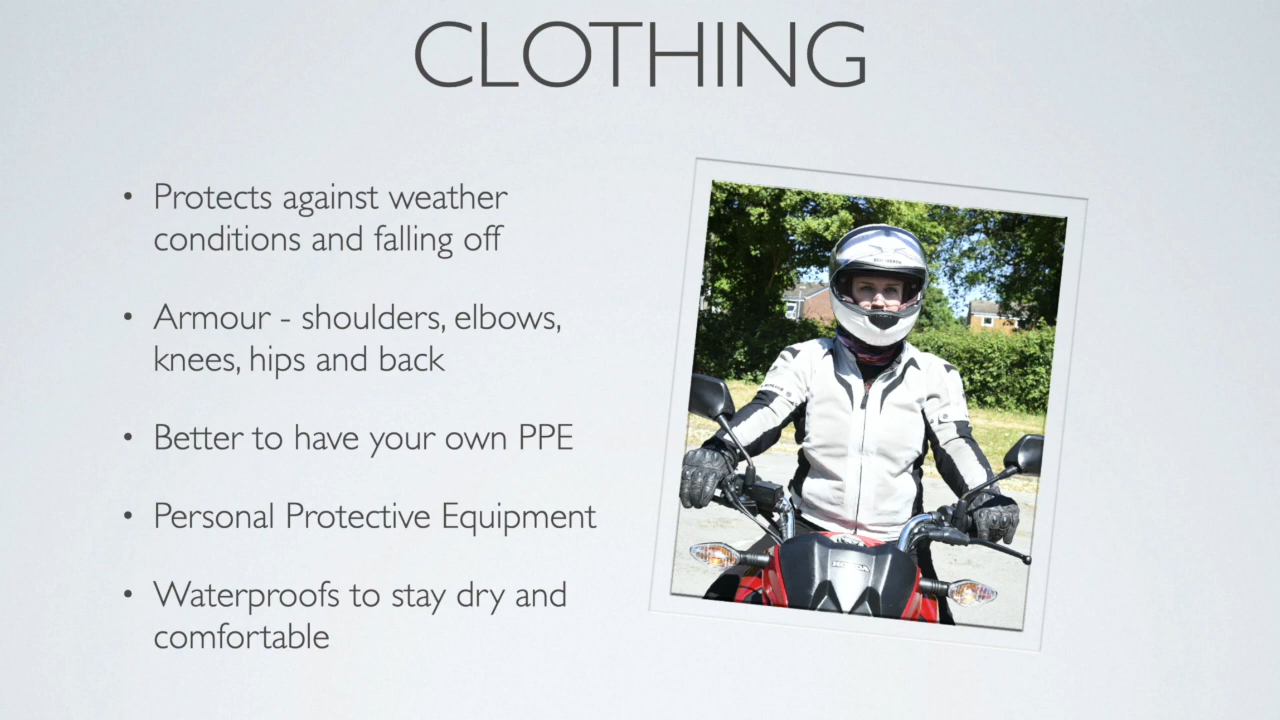 CLOTHING
• Protects against weather
conditions and falling off
• Armour - shoulders, elbows,
knees, hips and back
• Better to have your own PPE
• Personal Protective Equipment
• Waterproofs to stay dry and
comfortable
HONDA